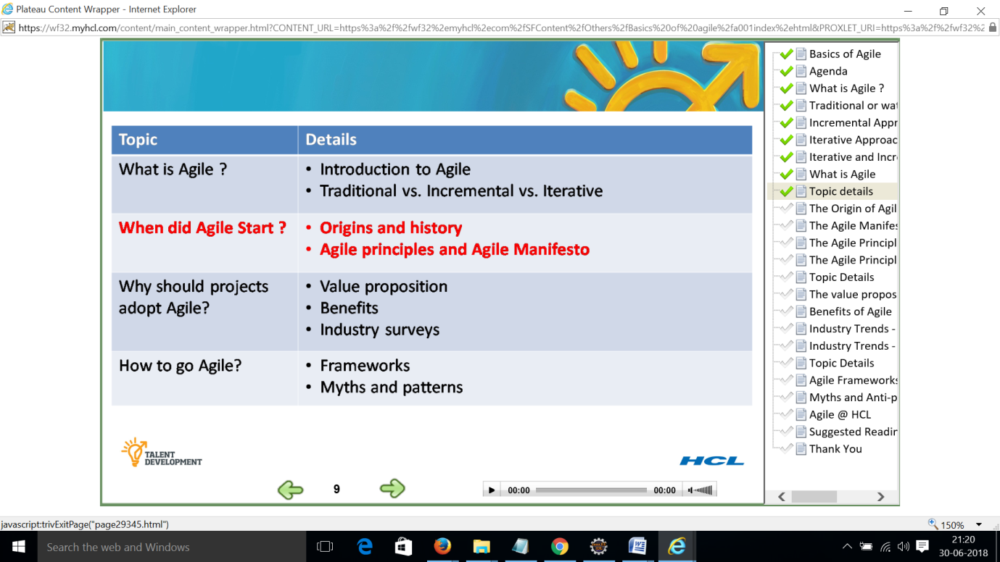 Plateau Content Wrapper - Internet Explorer
https://wf32.myhcl.com/content/main_content_wrapper.html?CONTENT_URL=https%3a%2f%2fwf32%2emyhcl%2ecom%2fSFContent%2fOthers%2fBasics%20of%20agile%2fa001index%2ehtml&PROXLET_URI=https%3a%2f%2fwf32%2
Topic Details
What is Agile ?
• Introduction to Agile
• Traditional vs. Incremental vs. Iterative
When did Agile Start ?
• Origins and history
• Agile principles and Agile Manifesto
Why should projects
adopt Agile?
• Value proposition
• Benefits
• Industry surveys
How to go Agile?
• Frameworks
• Myths and patterns
TALENT
DEVELOPMENT
HCL
9
00:00 00:00
Basics of Agile
Agenda
What is Agile ?
Traditional or wat
Incremental Appr
Iterative Approac
Iterative and Incr
What is Agile
Topic details
The Origin of Agil
The Agile Manifes
The Agile Principl
The Agile Principl
Topic Details
The value propos
Benefits of Agile
Industry Trends -
Industry Trends -
Topic Details
Agile Frameworks
Myths and Anti-p
Agile @ HCL
Suggested Readin
Thank You
javascript:trivExitPage("page29345.html")
150%
Search the web and Windows
21:20
30-06-2018